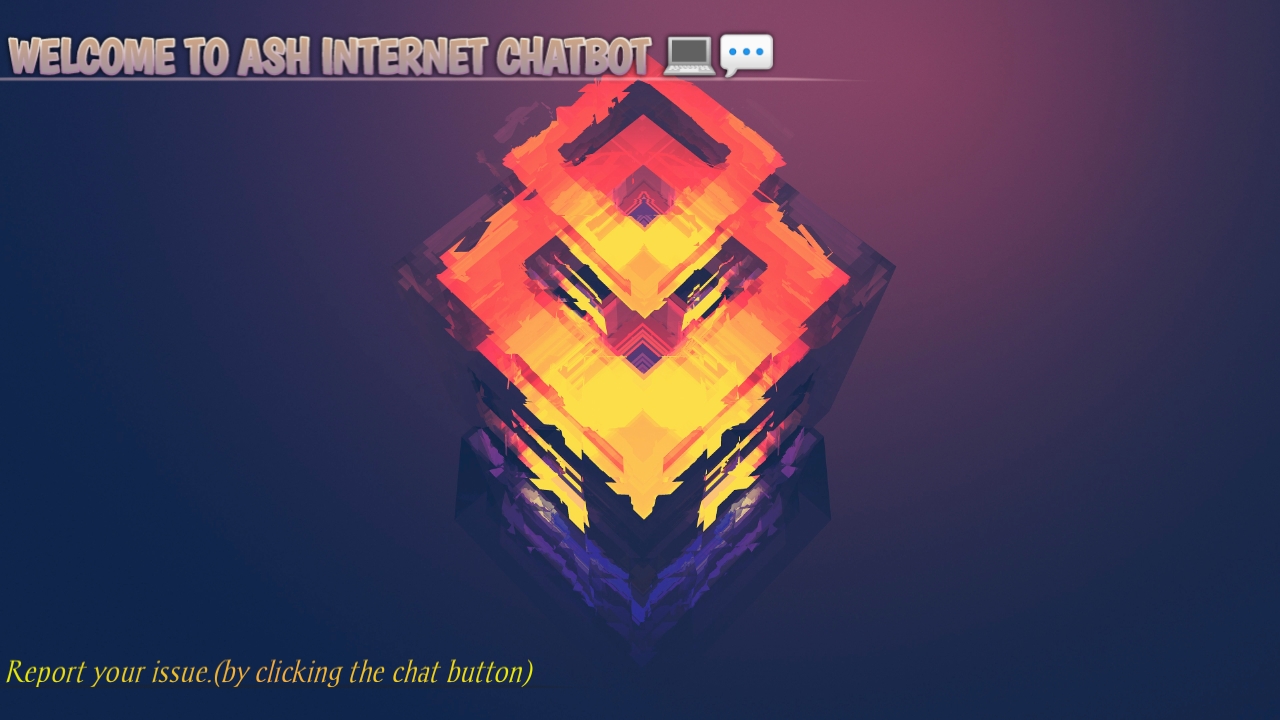 WELCOME TO ASH INTERNET CHATBOT 💻💬
Report your issue.(by clicking the chat button)